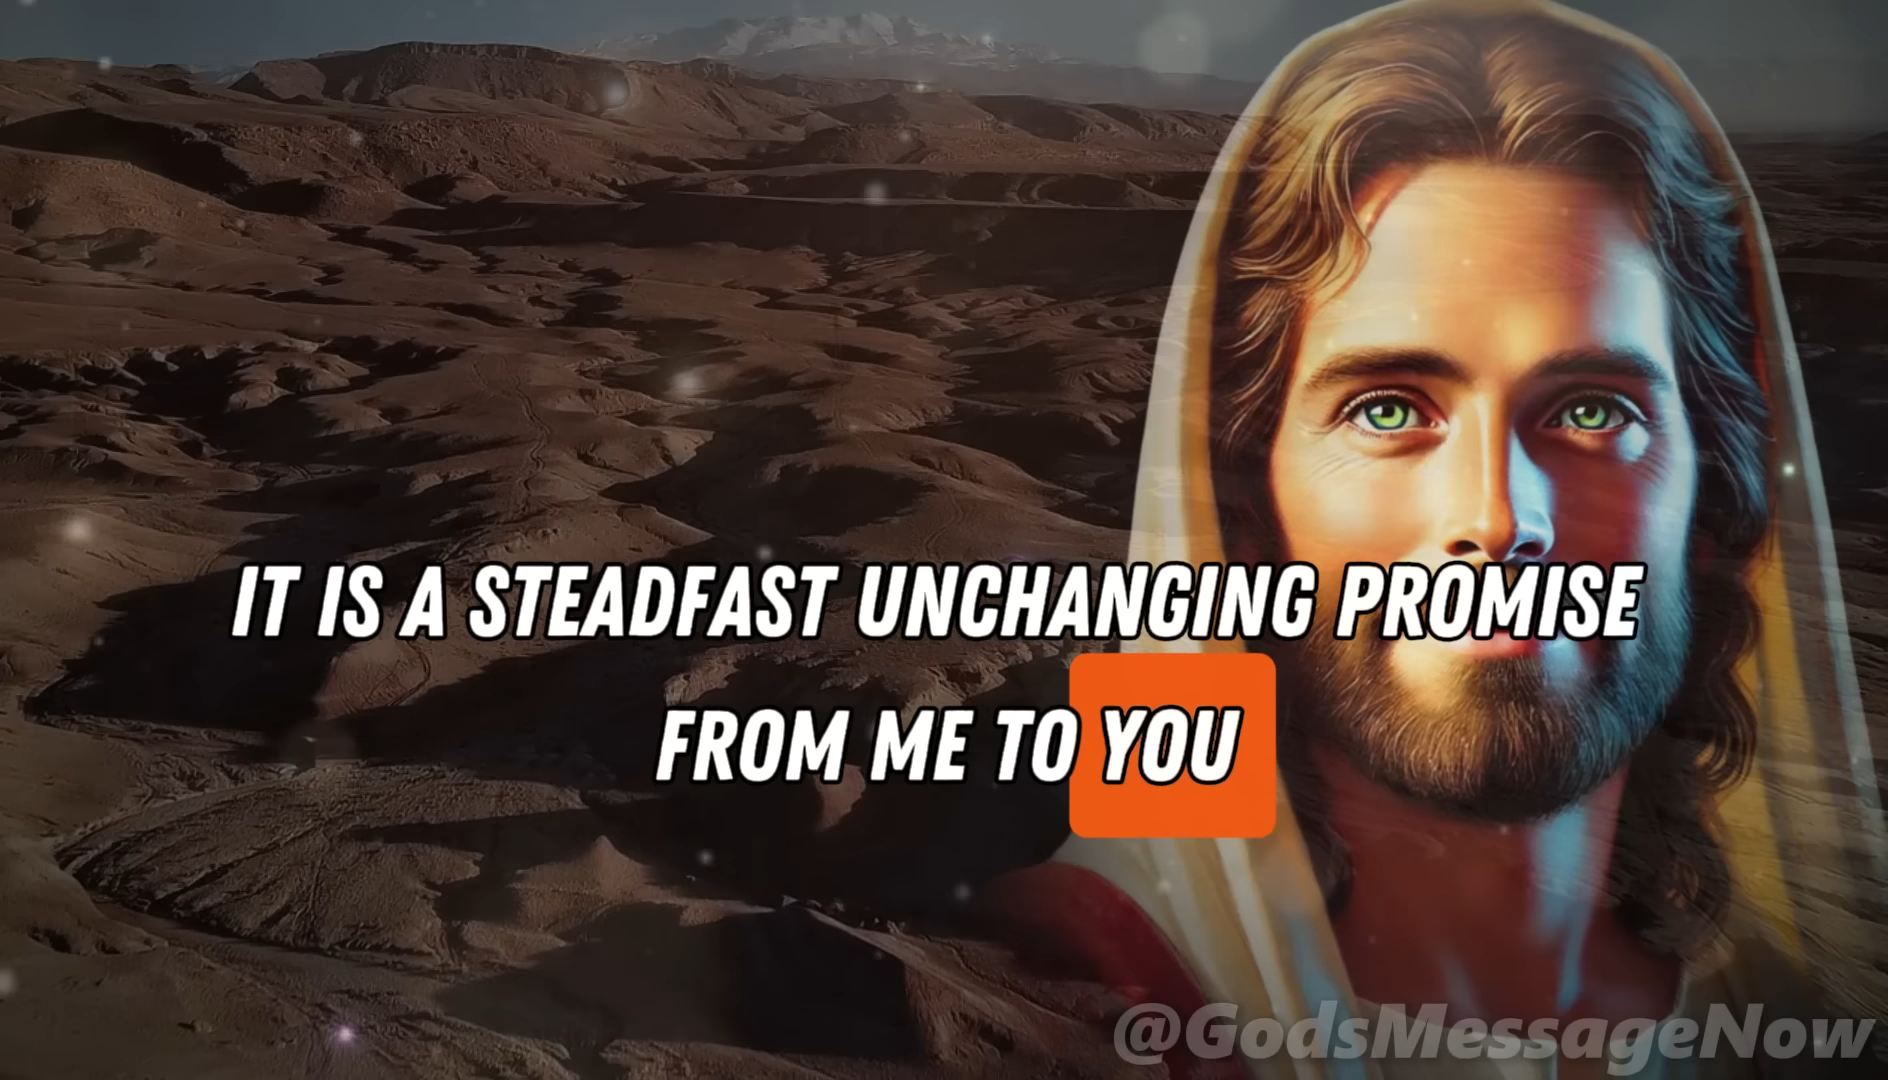 IT IS A STEADFAST UNCHANGING PROMISE
FROM ME TO YOU
@GodsMessageNow